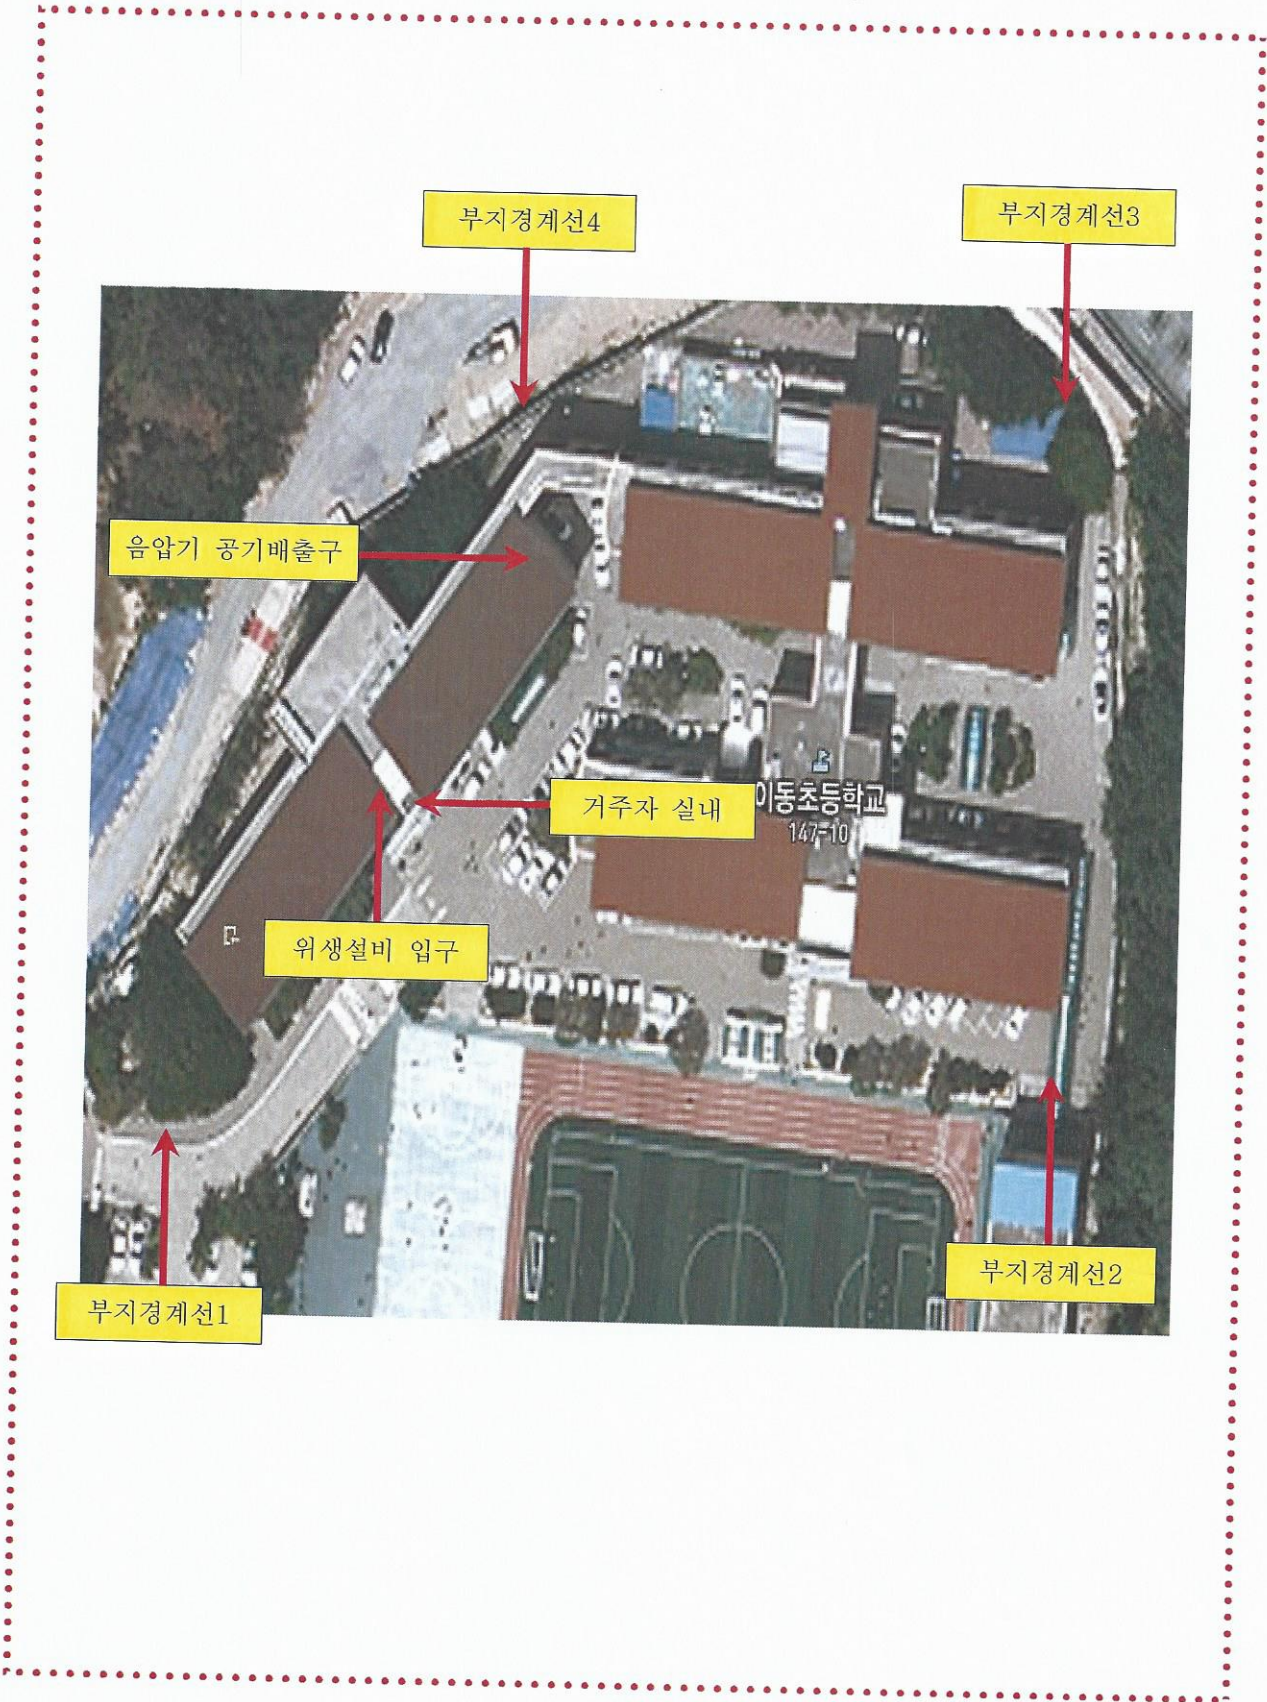 부지경계선4
부지경계선3
음압기 공기배출구
거주자 실내
이동초등학교
147-10
위생설비 입구
부지경계선2
부지경계선1